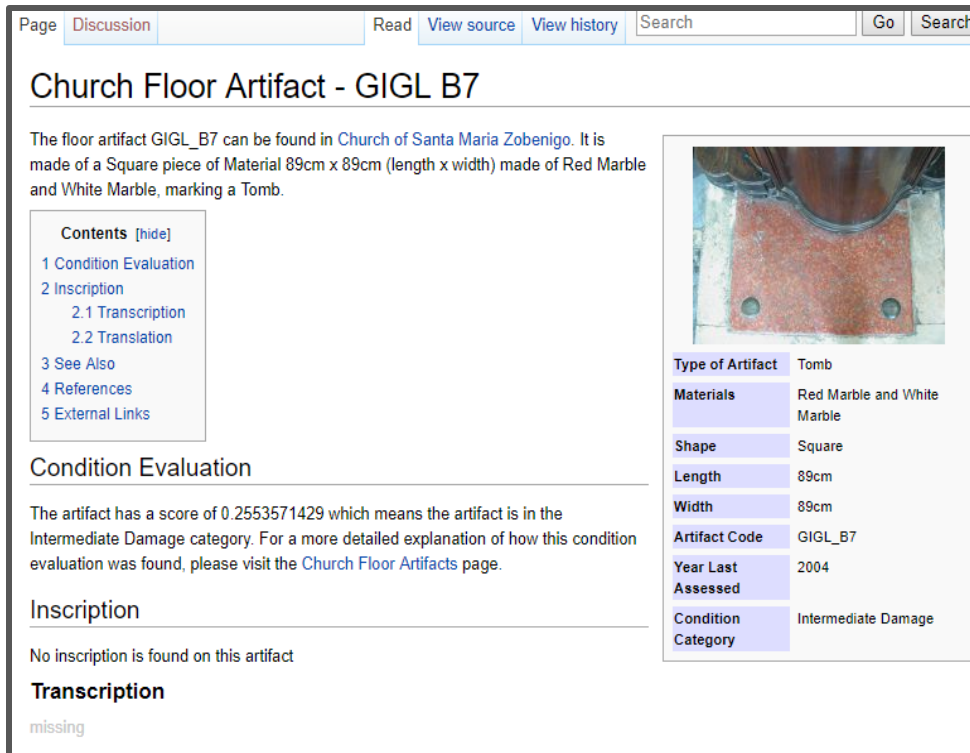 Page Discussion Read View source View history Search Go Search
Church Floor Artifact - GIGL B7
The floor artifact GIGL_B7 can be found in Church of Santa Maria Zobenigo. It is
made of a Square piece of Material 89cm x 89cm (length x width) made of Red Marble
and White Marble, marking a Tomb.
Contents [hide]
1 Condition Evaluation
2 Inscription
2.1 Transcription
2.2 Translation
3 See Also
4 References
5 External Links
Condition Evaluation
The artifact has a score of 0.2553571429 which means the artifact is in the
Intermediate Damage category. For a more detailed explanation of how this condition
evaluation was found, please visit the Church Floor Artifacts page.
Inscription
No inscription is found on this artifact
Transcription
missing
Type of Artifact Tomb
Materials Red Marble and White
Marble
Shape Square
Length 89cm
Width 89cm
Artifact Code GIGL_B7
Year Last 2004
Assessed
Condition Intermediate Damage
Category